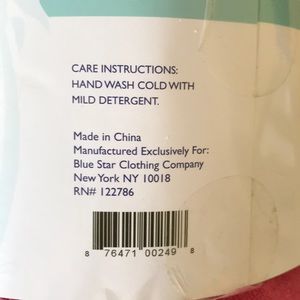 CARE INSTRUCTIONS:
HAND WASH COLD WITH
MILD DETERGENT.
Made in China
Manufactured Exclusively For:
Blue Star Clothing Company
New York NY 10018
RN# 122786
8 76471 00249 8